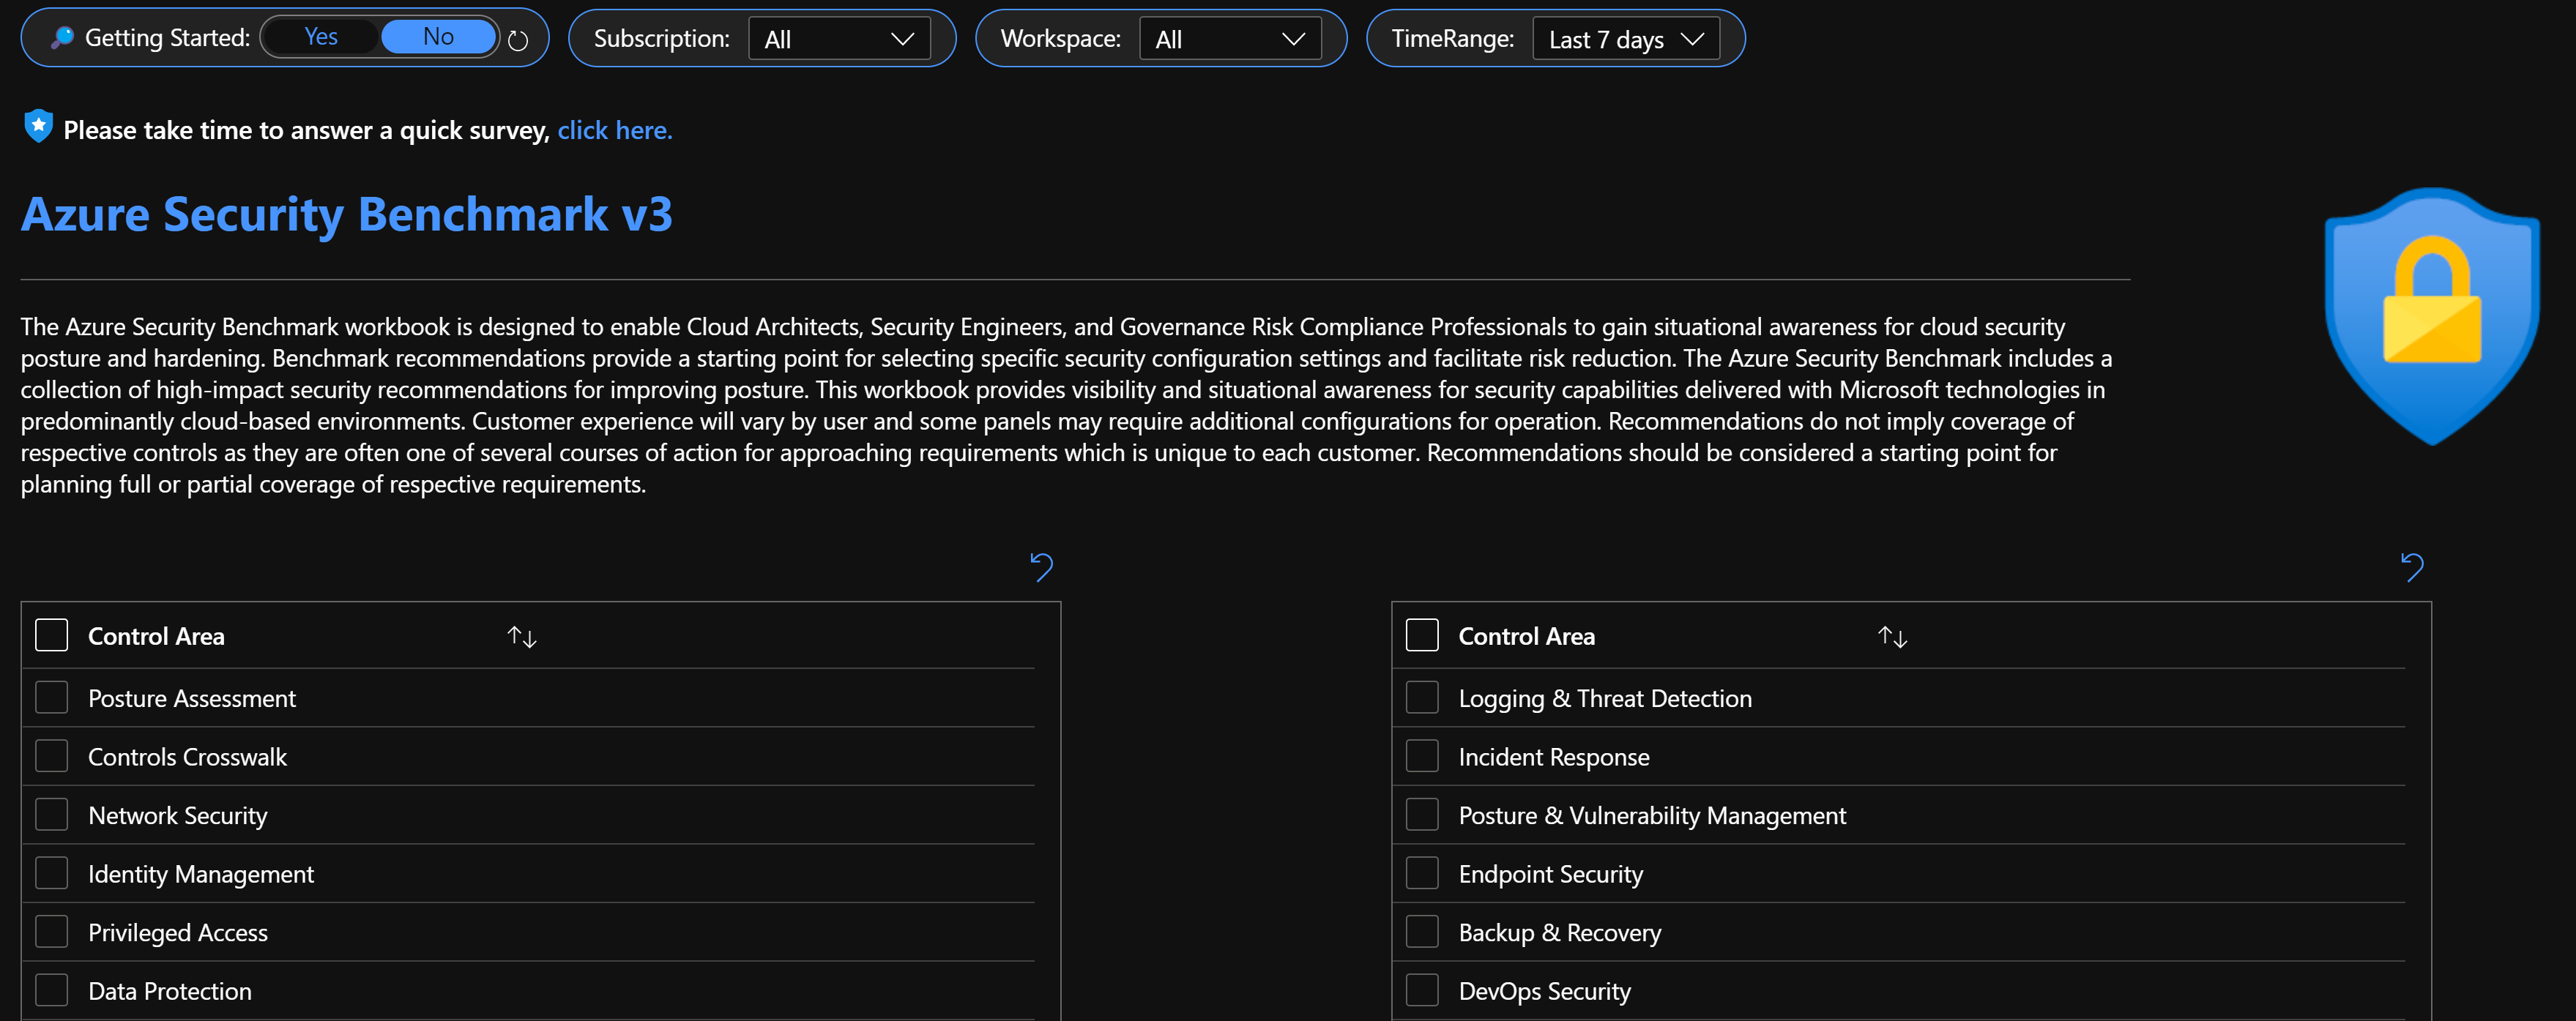 Getting Started: Yes No Subscription: All Workspace: All TimeRange: Last 7 days
Please take time to answer a quick survey, click here.
Azure Security Benchmark v3
The Azure Security Benchmark workbook is designed to enable Cloud Architects, Security Engineers, and Governance Risk Compliance Professionals to gain situational awareness for cloud security
posture and hardening. Benchmark recommendations provide a starting point for selecting specific security configuration settings and facilitate risk reduction. The Azure Security Benchmark includes a
collection of high-impact security recommendations for improving posture. This workbook provides visibility and situational awareness for security capabilities delivered with Microsoft technologies in
predominantly cloud-based environments. Customer experience will vary by user and some panels may require additional configurations for operation. Recommendations do not imply coverage of
respective controls as they are often one of several courses of action for approaching requirements which is unique to each customer. Recommendations should be considered a starting point for
planning full or partial coverage of respective requirements.
Control Area
Posture Assessment
Controls Crosswalk
Network Security
Identity Management
Privileged Access
Data Protection
Control Area
Logging & Threat Detection
Incident Response
Posture & Vulnerability Management
Endpoint Security
Backup & Recovery
DevOps Security